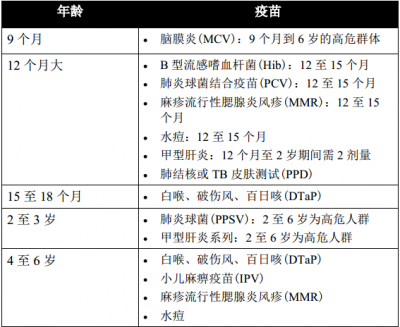 年龄 疫苗
9 个月
• 脑膜炎(MCV)：9 个月到 6 岁的高危群体
12 个月大
• B 型流感嗜血杆菌(Hib)：12 至 15 个月
• 肺炎球菌结合疫苗(PCV)：12 至 15 个月
• 麻疹流行性腮腺炎风疹(MMR)：12 至 15
个月
• 水痘：12 至 15 个月
• 甲型肝炎：12 个月至 2 岁期间需 2 剂量
• 肺结核或 TB 皮肤测试(PPD)
15 至 18 个月
• 白喉、破伤风、百日咳(DTaP)
2 至 3 岁
• 肺炎球菌(PPSV)：2 至 6 岁为高危人群
• 甲型肝炎系列：2 至 6 岁为高危人群
4 至 6 岁
• 白喉、破伤风、百日咳(DTaP)
• 小儿麻痹疫苗(IPV)
• 麻疹流行性腮腺炎风疹(MMR)
• 水痘